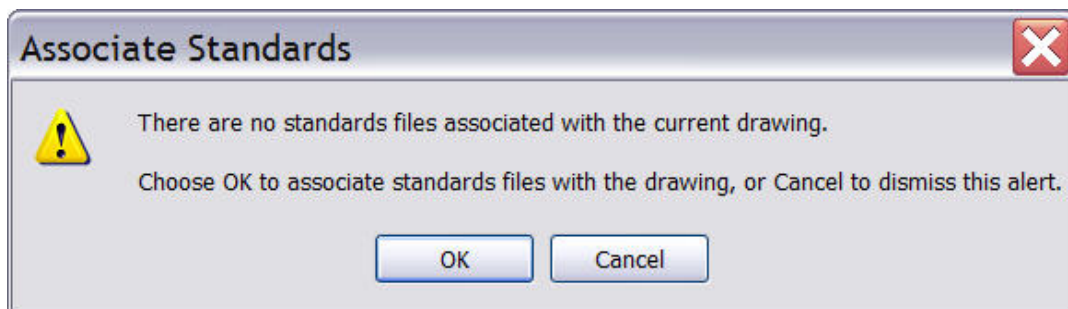 Associate Standards
There are no standards files associated with the current drawing.
Choose OK to associate standards files with the drawing, or Cancel to dismiss this alert.
OK
Cancel